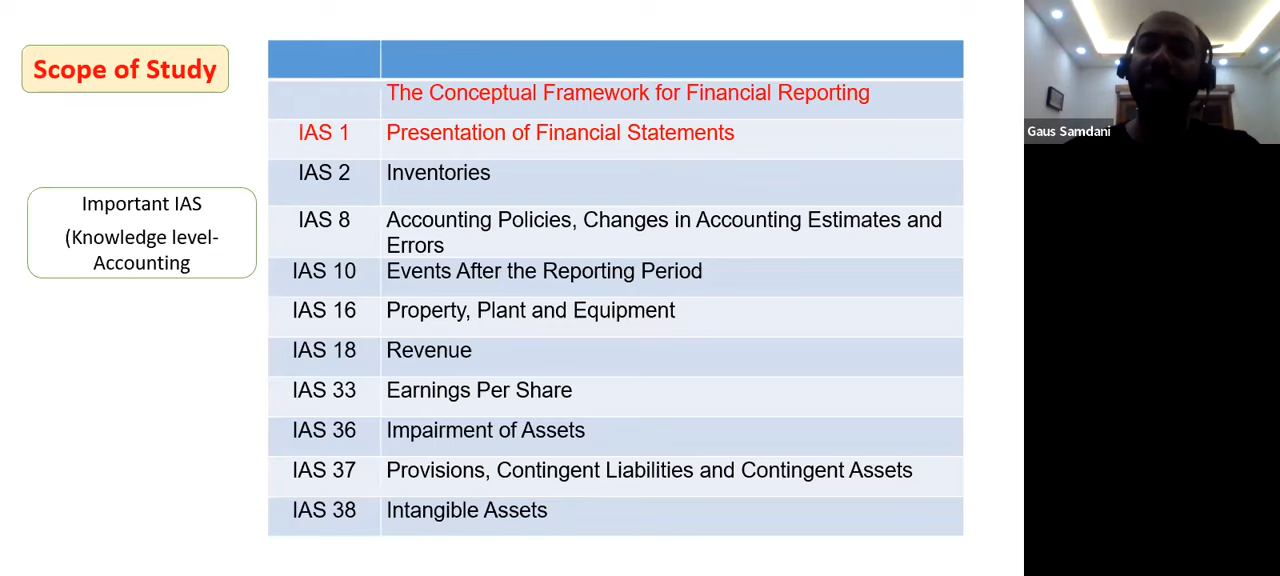 Scope of Study
The Conceptual Framework for Financial Reporting
IAS 1 Presentation of Financial Statements
IAS 2 Inventories
IAS 8 Accounting Policies, Changes in Accounting Estimates and
Errors
IAS 10 Events After the Reporting Period
IAS 16 Property, Plant and Equipment
IAS 18 Revenue
IAS 33 Earnings Per Share
IAS 36 Impairment of Assets
IAS 37 Provisions, Contingent Liabilities and Contingent Assets
IAS 38 Intangible Assets
Important IAS
(Knowledge level-
Accounting
Gaus Samdani